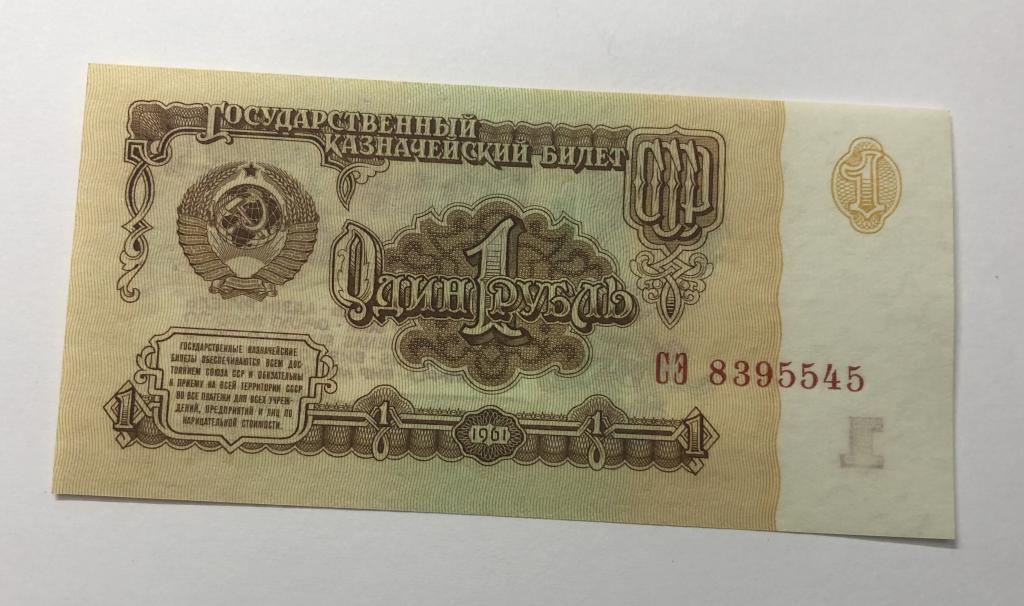 Государственный
казначейский билет
СССР
1
Один 1 рубль
ГОСУДАРСТВЕННЫЕ КАЗНАЧЕЙСКИЕ
БИЛЕТЫ ОБЕСПЕЧИВАЮТСЯ ВСЕМ ДОС-
ТОЯНИЕМ СОЮЗА ССР И ОБЯЗАТЕЛЬНЫ
К ПРИЕМУ НА ВСЕЙ ТЕРРИТОРИИ СССР
ВО ВСЕ ПЛАТЕЖИ ДЛЯ ВСЕХ УЧРЕЖ-
ДЕНИЙ, ПРЕДПРИЯТИЙ И ЛИЦ ПО
НАРИЦАТЕЛЬНОЙ СТОИМОСТИ.
СЭ 8395545
1 1 1961 1 1